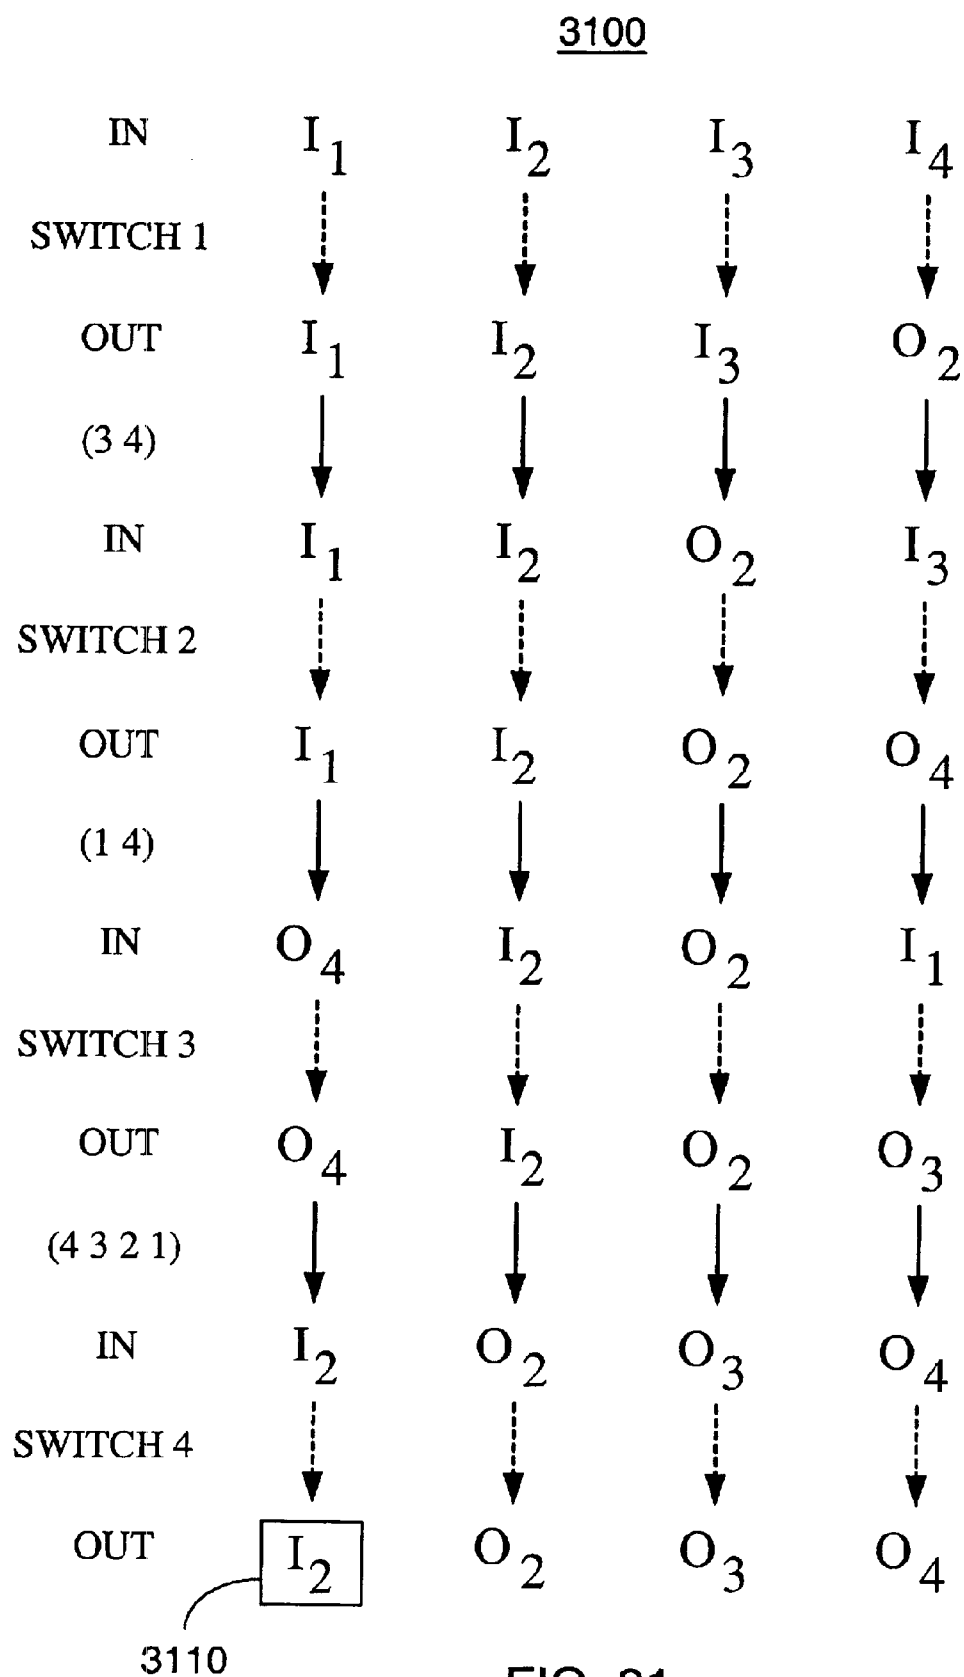 3100
IN I1 I2 I3 I4
SWITCH 1
OUT I1 I2 I3 O2
(3 4)
IN I1 I2 O2 I3
SWITCH 2
OUT I1 I2 O2 O4
(1 4)
IN O4 I2 O2 I1
SWITCH 3
OUT O4 I2 O2 O3
(4 3 2 1)
IN I2 O2 O3 O4
SWITCH 4
OUT I2 O2 O3 O4
3110